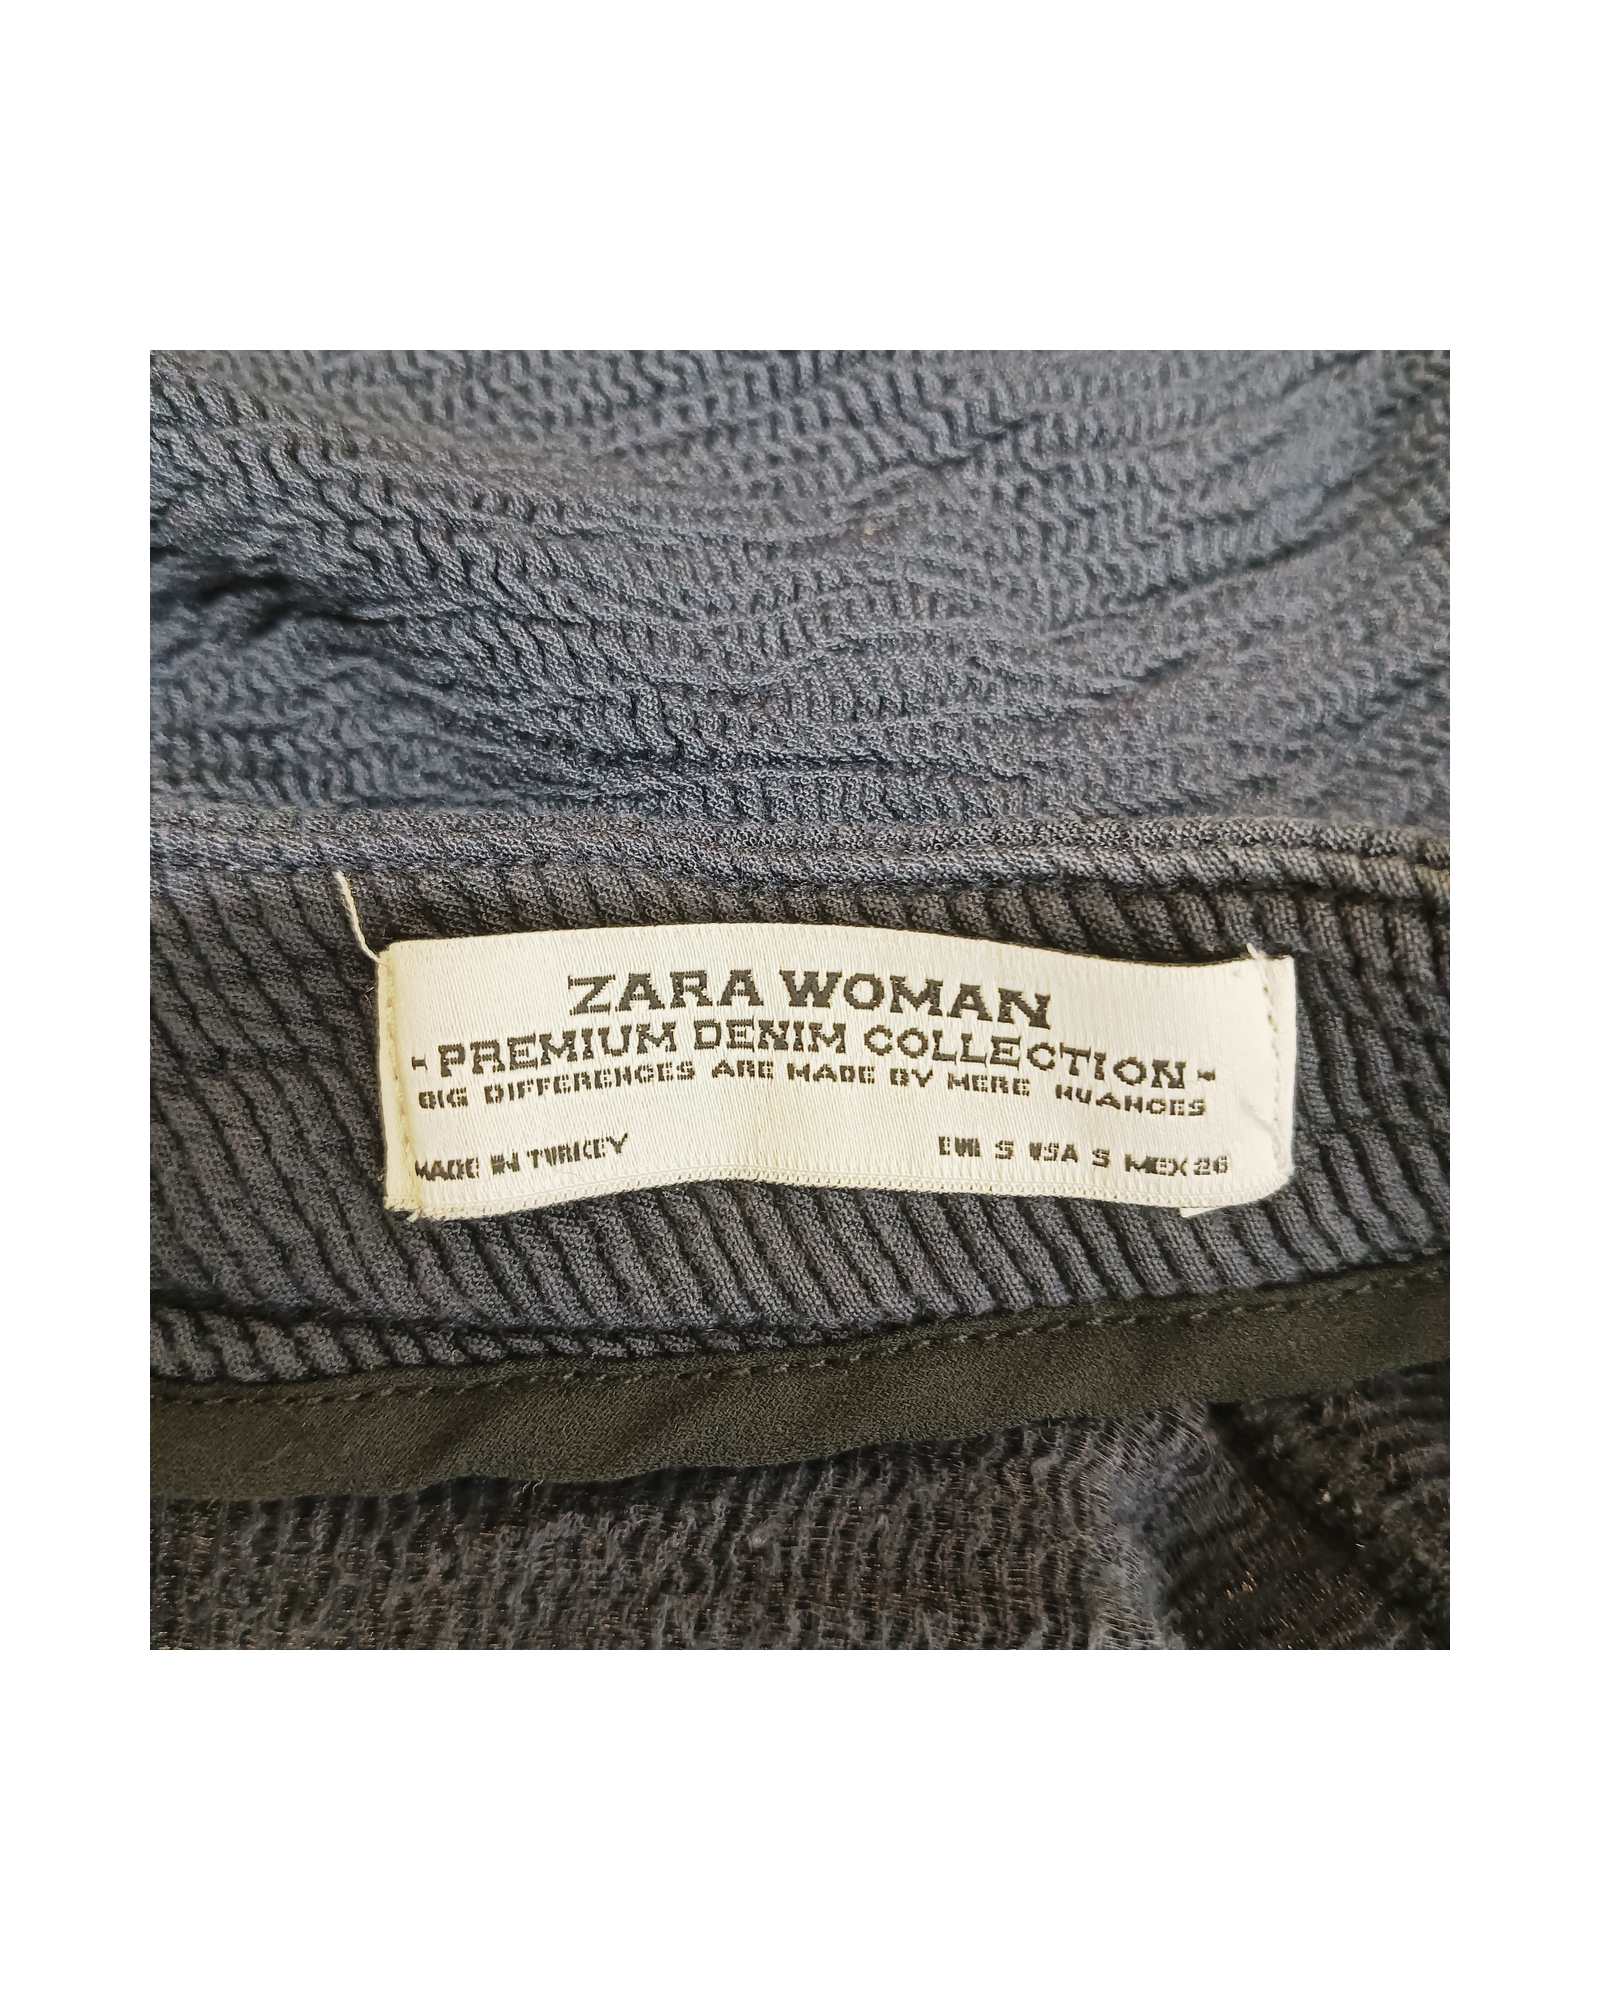 ZARA WOMAN
- PREMIUM DENIM COLLECTION -
BIG DIFFERENCES ARE MADE BY MERE NUANCES
MADE IN TURKEY EUR S USA S MEX 26